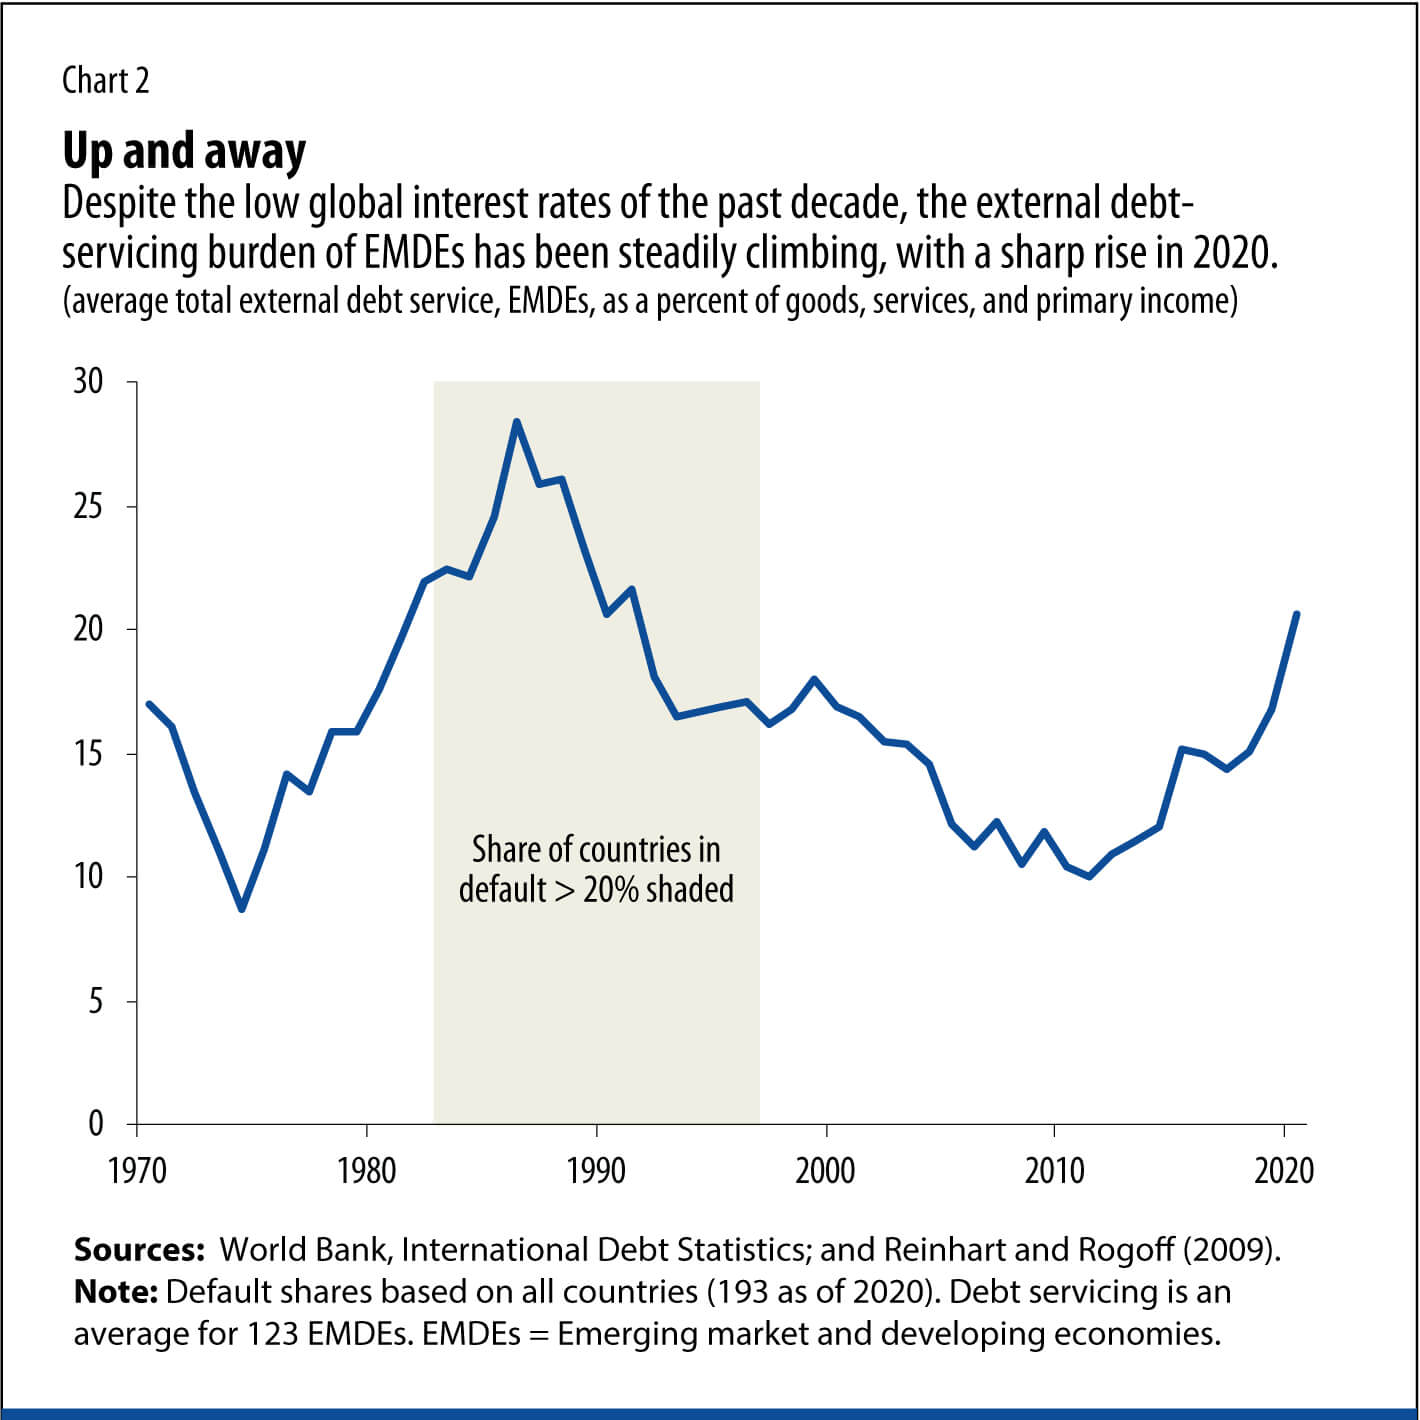 Chart 2
Up and away
Despite the low global interest rates of the past decade, the external debt-
servicing burden of EMDEs has been steadily climbing, with a sharp rise in 2020.
(average total external debt service, EMDEs, as a percent of goods, services, and primary income)
30
25
20
15
10
5
0
Share of countries in
default > 20% shaded
1970 1980 1990 2000 2010 2020
Sources: World Bank, International Debt Statistics; and Reinhart and Rogoff (2009).
Note: Default shares based on all countries (193 as of 2020). Debt servicing is an
average for 123 EMDEs. EMDEs = Emerging market and developing economies.